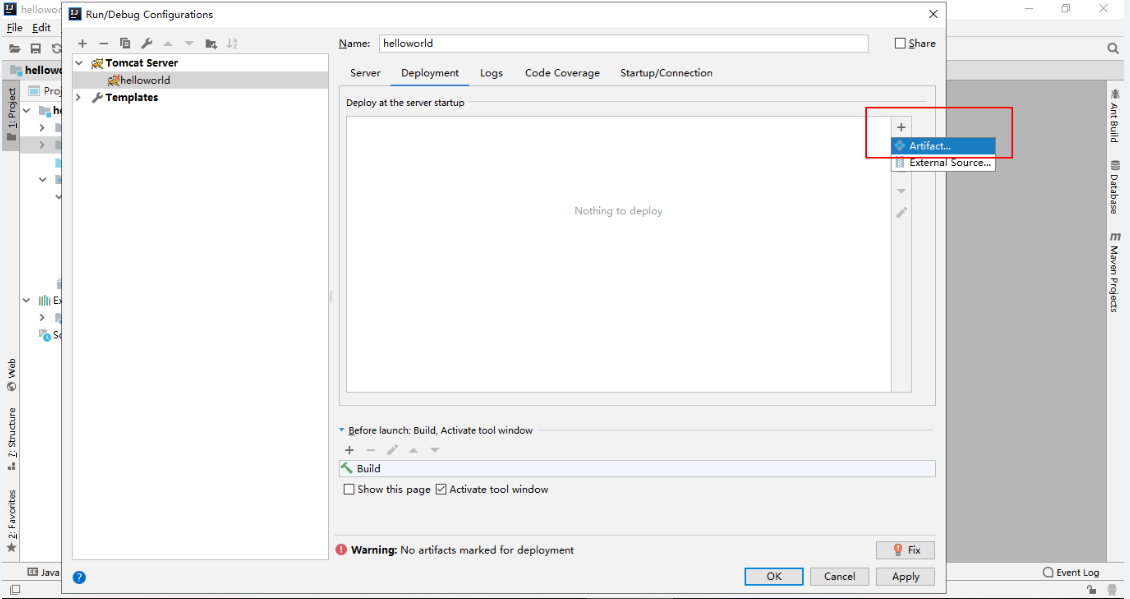 hellow
Run/Debug Configurations
File Edit
Name: helloworld
Share
Tomcat Server
helloworld
Templates
Server Deployment Logs Code Coverage Startup/Connection
Deploy at the server startup
Artifact...
External Source...
Nothing to deploy
Before launch: Build, Activate tool window
Build
Show this page Activate tool window
Warning: No artifacts marked for deployment
Fix
OK Cancel Apply
hellow
1: Project
Proj
he
Ex
Sc
Web
7: Structure
2: Favorites
Java
Ant Build
Database
Maven Projects
Event Log